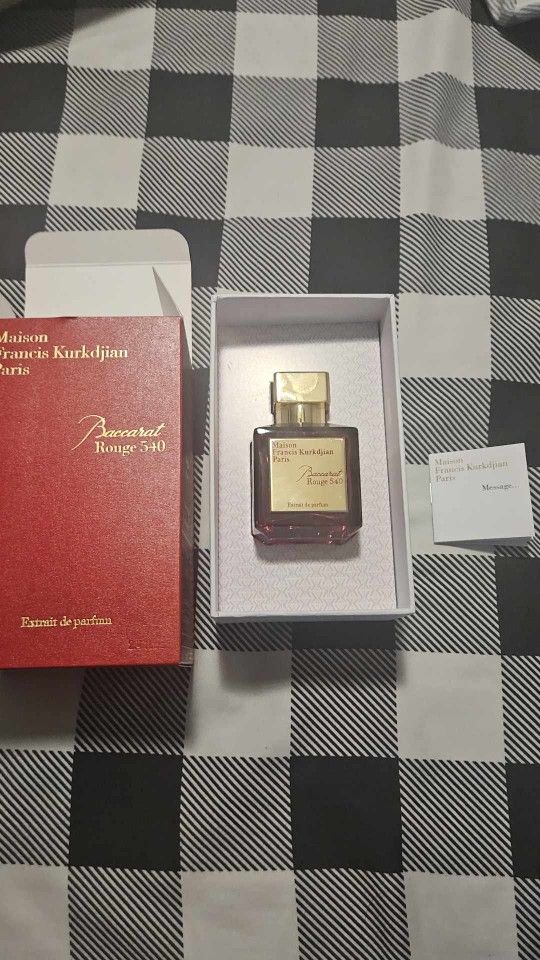 Maison
Francis Kurkdjian
Paris
Baccarat
Rouge 540
Extrait de parfum
Maison
Francis Kurkdjian
Paris
Baccarat
Rouge 540
Extrait de parfum
Maison
Francis Kurkdjian
Paris
Message...